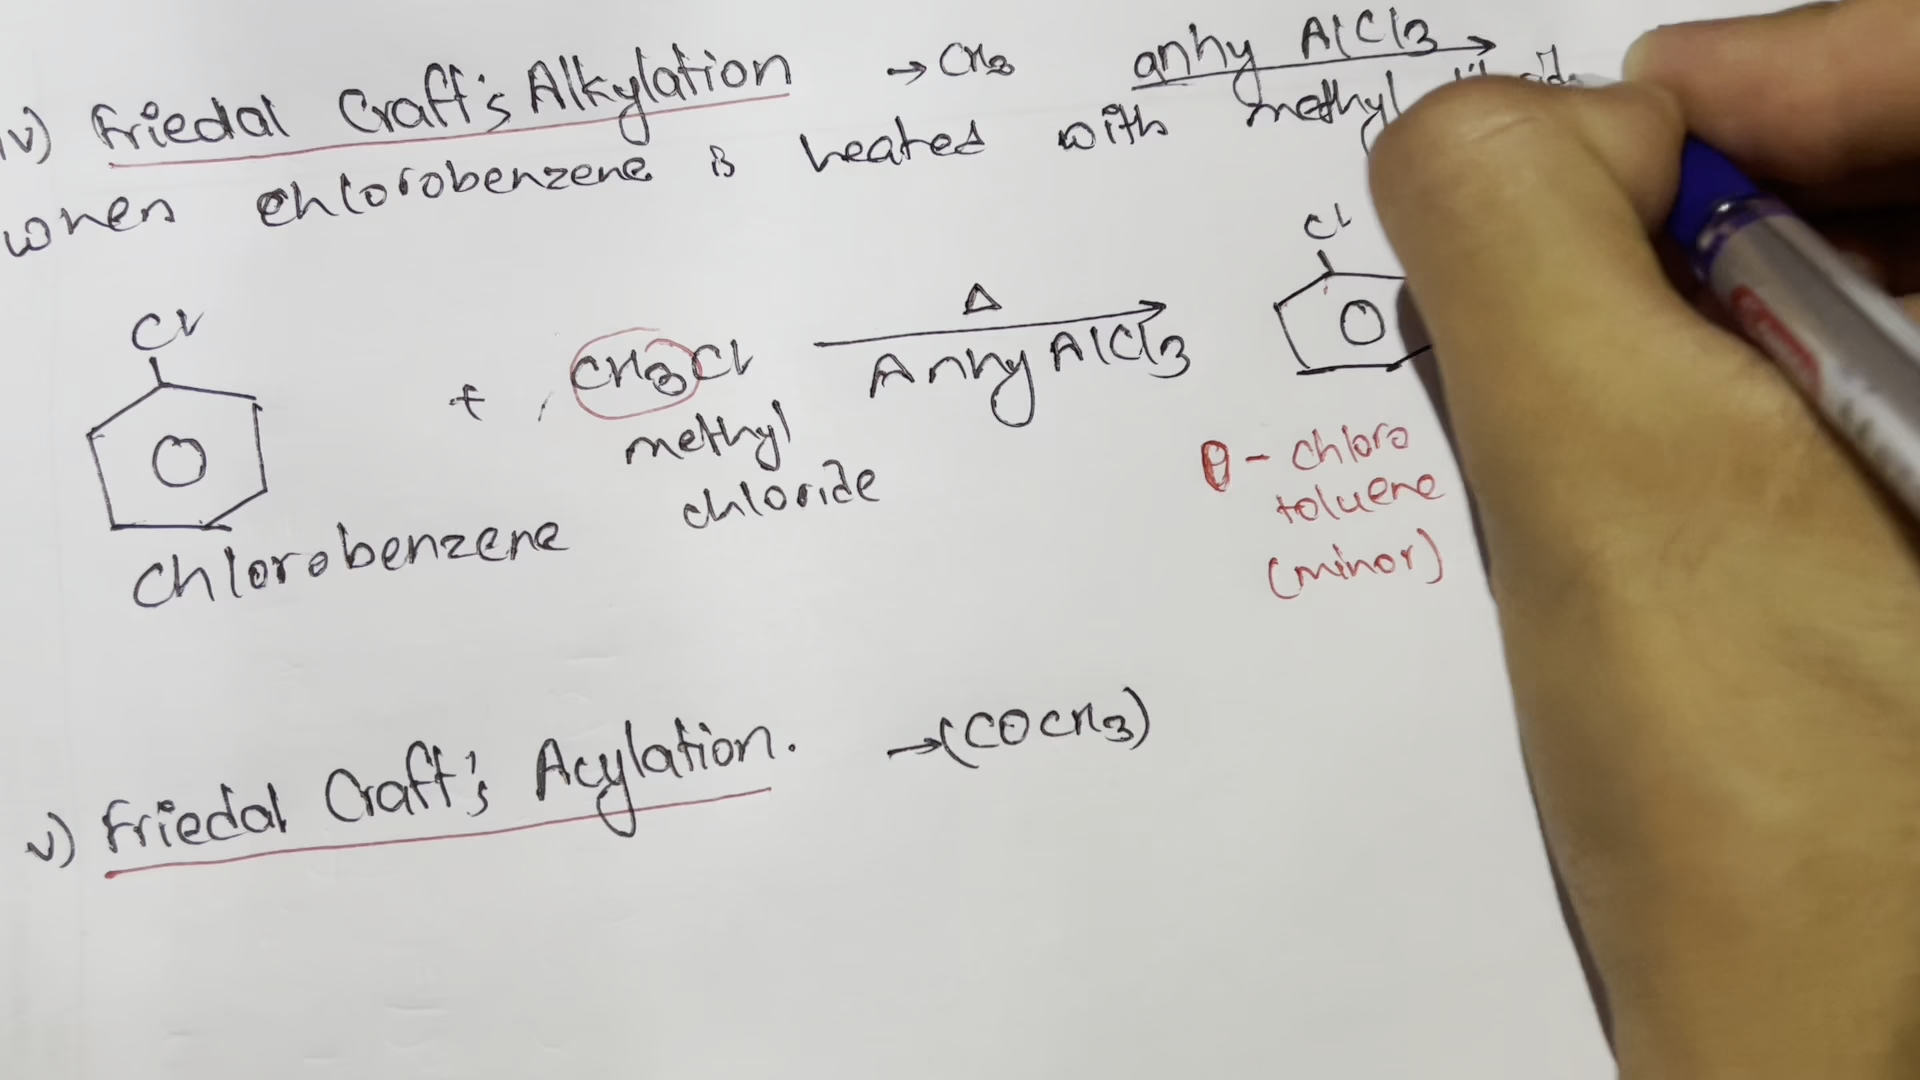 iv) Friedal Craft's Alkylation → CH3 anhy AlCl3 →
when chlorobenzene is heated with methyl
Cl
Cl
+ CH3Cl Δ
Anhy AlCl3
methyl
chloride
chlorobenzene
O - chloro
toluene
(minor)
v) Friedal Craft's Acylation. → (COCH3)